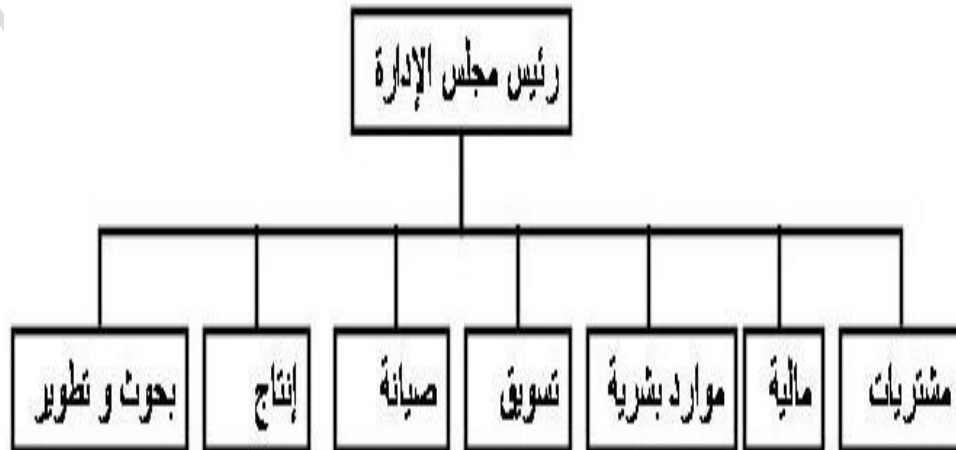 رئيس مجلس الإدارة
مشتريات
مالية
موارد بشرية
تسويق
صيانة
إنتاج
بحوث و تطوير